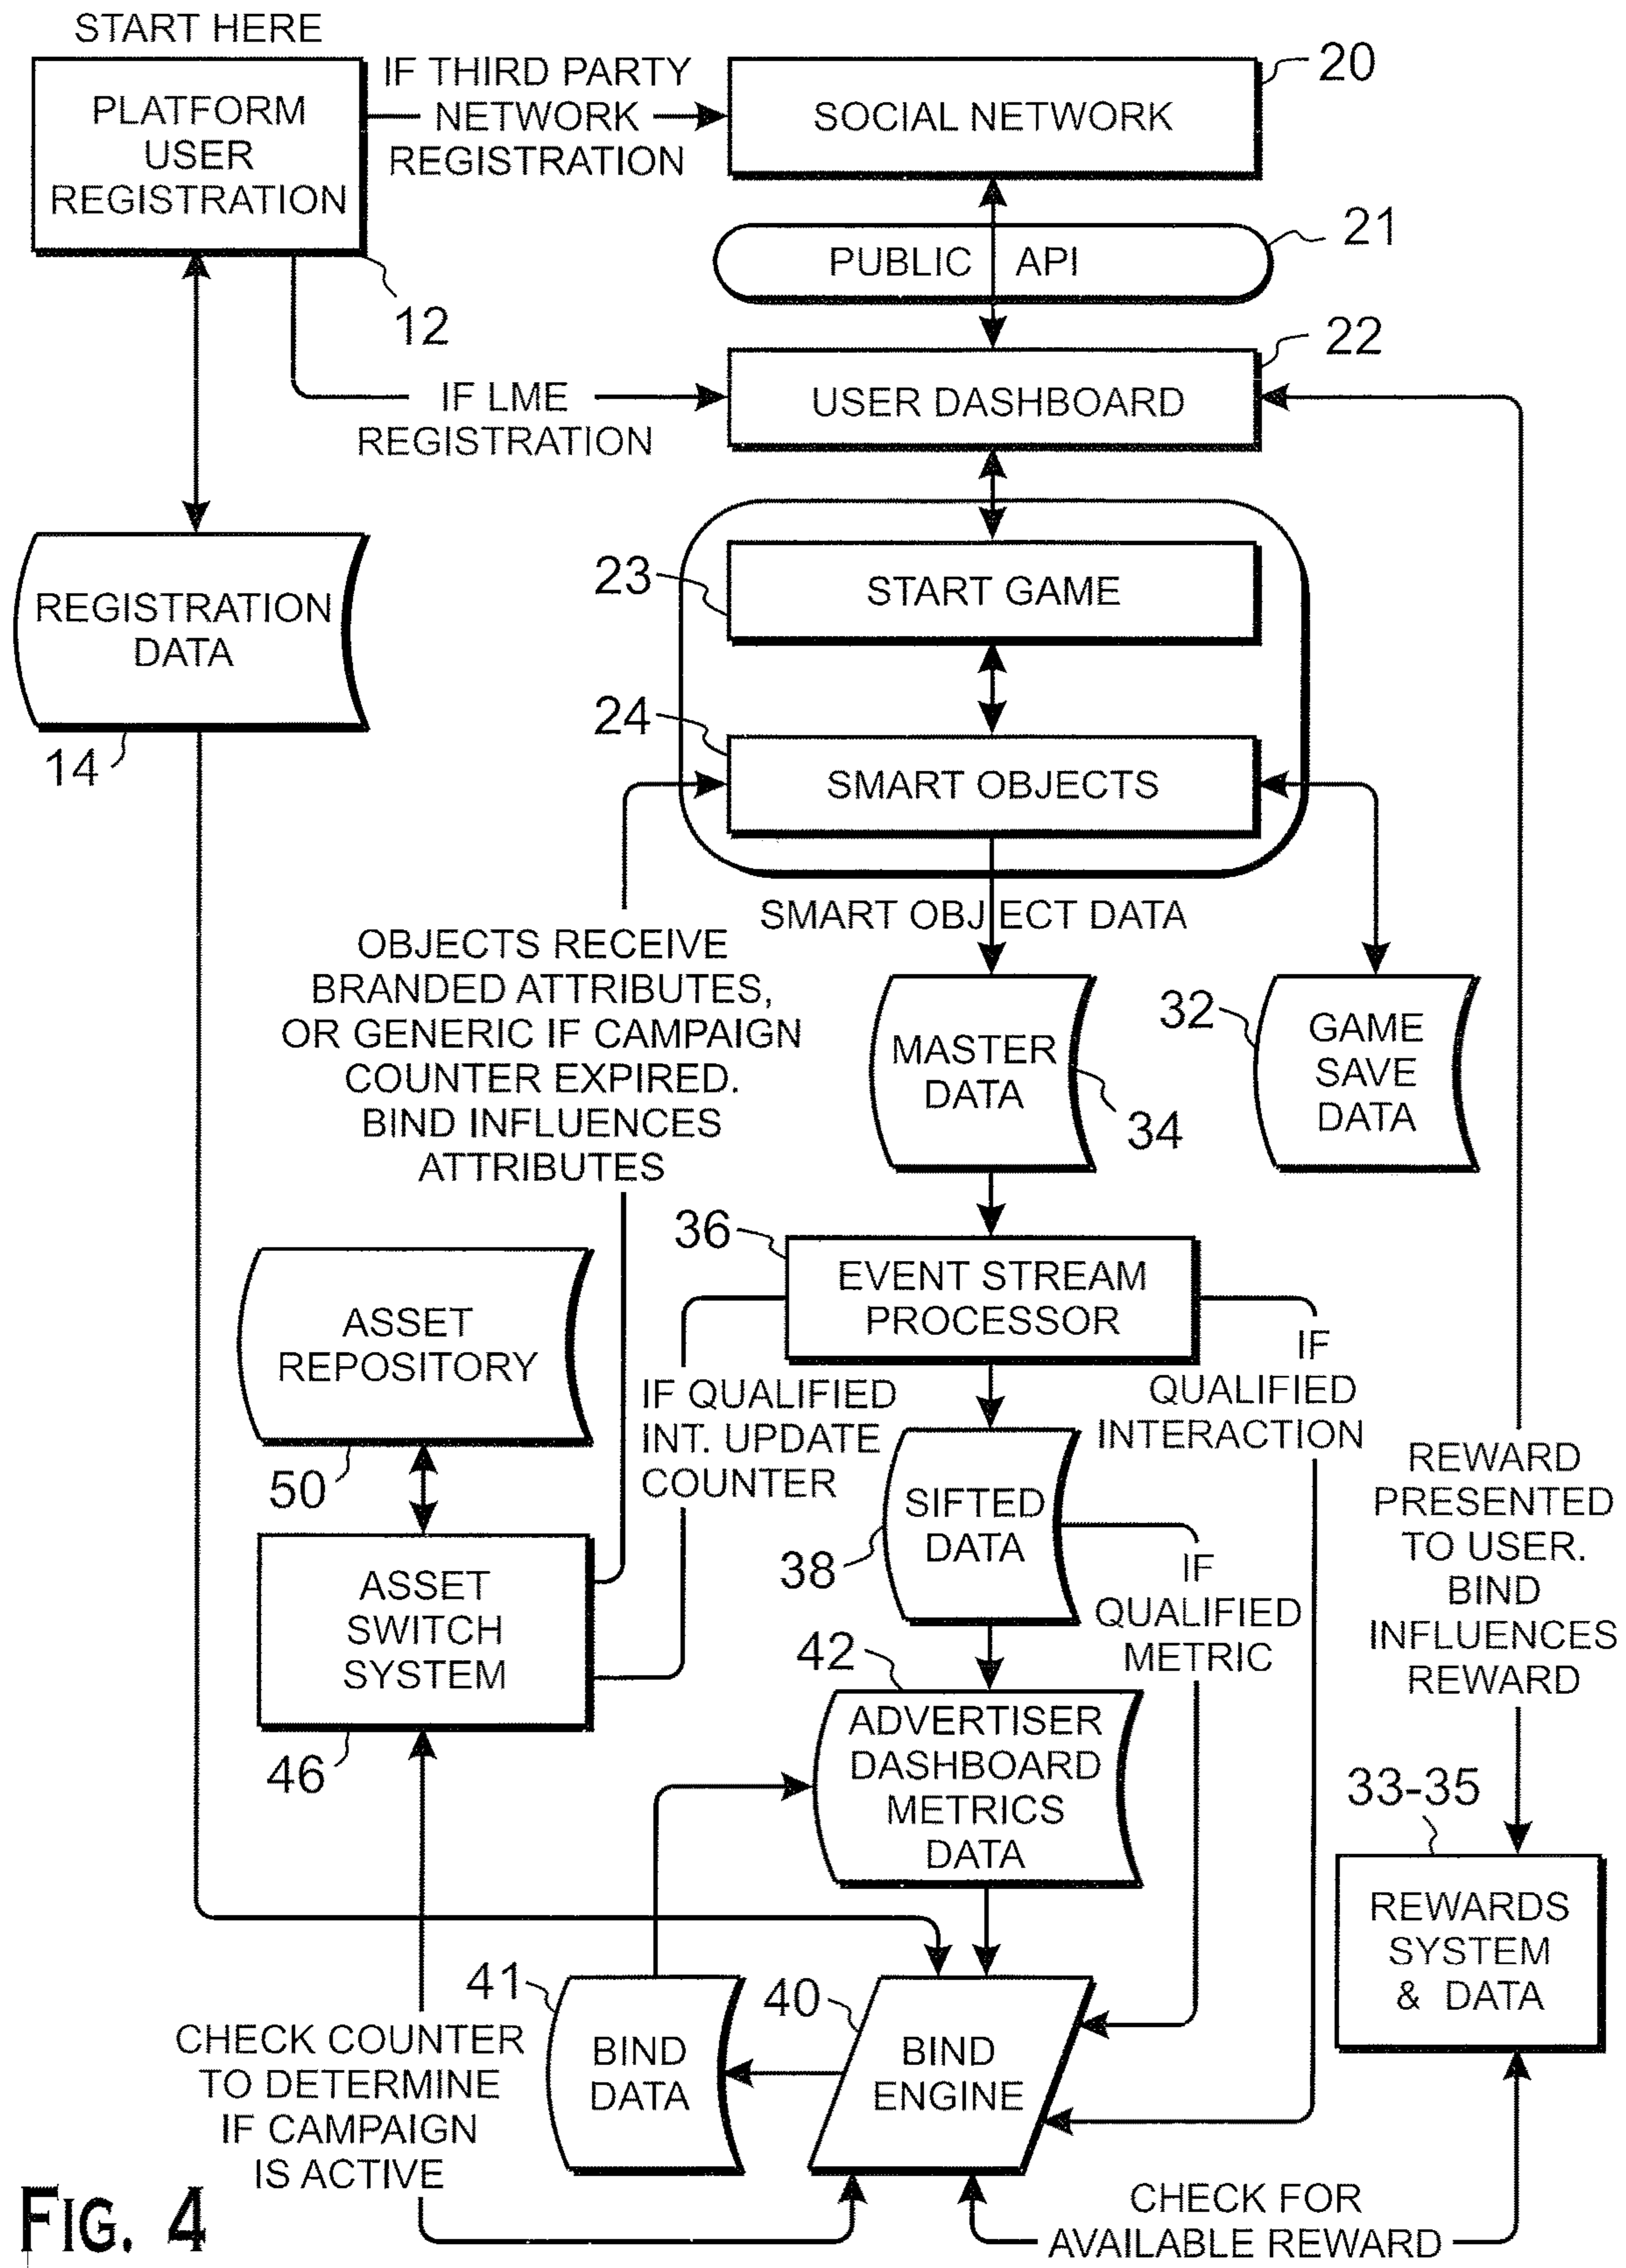 START HERE
PLATFORM
USER
REGISTRATION
12
IF THIRD PARTY
NETWORK
REGISTRATION
SOCIAL NETWORK
20
PUBLIC API
21
IF LME
REGISTRATION
USER DASHBOARD
22
REGISTRATION
DATA
14
23
START GAME
24
SMART OBJECTS
SMART OBJECT DATA
OBJECTS RECEIVE
BRANDED ATTRIBUTES,
OR GENERIC IF CAMPAIGN
COUNTER EXPIRED.
BIND INFLUENCES
ATTRIBUTES
MASTER
DATA
34
32
GAME
SAVE
DATA
36
EVENT STREAM
PROCESSOR
ASSET
REPOSITORY
50
IF QUALIFIED
INT. UPDATE
COUNTER
IF
QUALIFIED
INTERACTION
SIFTED
DATA
38
IF
QUALIFIED
METRIC
REWARD
PRESENTED
TO USER.
BIND
INFLUENCES
REWARD
ASSET
SWITCH
SYSTEM
46
42
ADVERTISER
DASHBOARD
METRICS
DATA
33-35
REWARDS
SYSTEM
& DATA
41
BIND
DATA
40
BIND
ENGINE
CHECK COUNTER
TO DETERMINE
IF CAMPAIGN
IS ACTIVE
CHECK FOR
AVAILABLE REWARD
FIG. 4